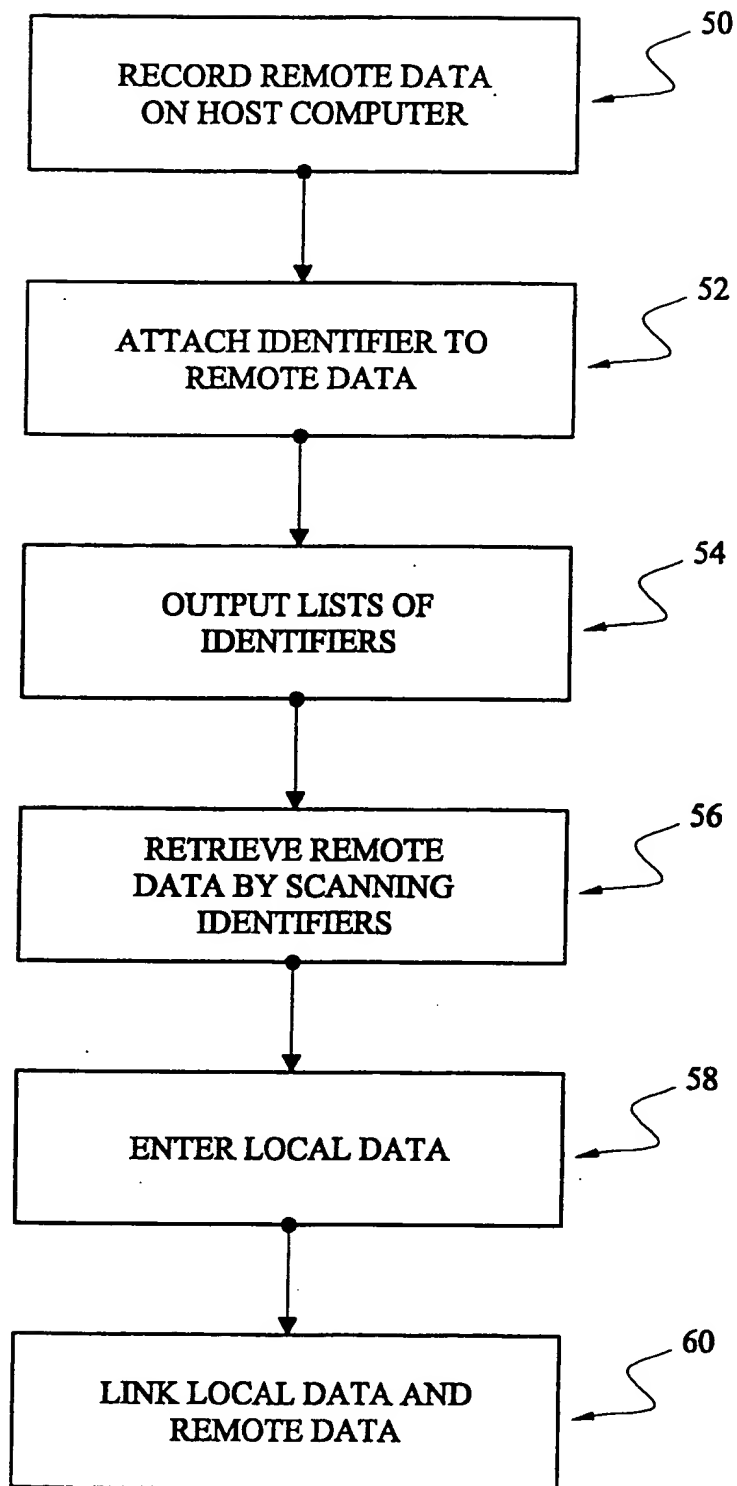 50
RECORD REMOTE DATA
ON HOST COMPUTER
52
ATTACH IDENTIFIER TO
REMOTE DATA
54
OUTPUT LISTS OF
IDENTIFIERS
56
RETRIEVE REMOTE
DATA BY SCANNING
IDENTIFIERS
58
ENTER LOCAL DATA
60
LINK LOCAL DATA AND
REMOTE DATA